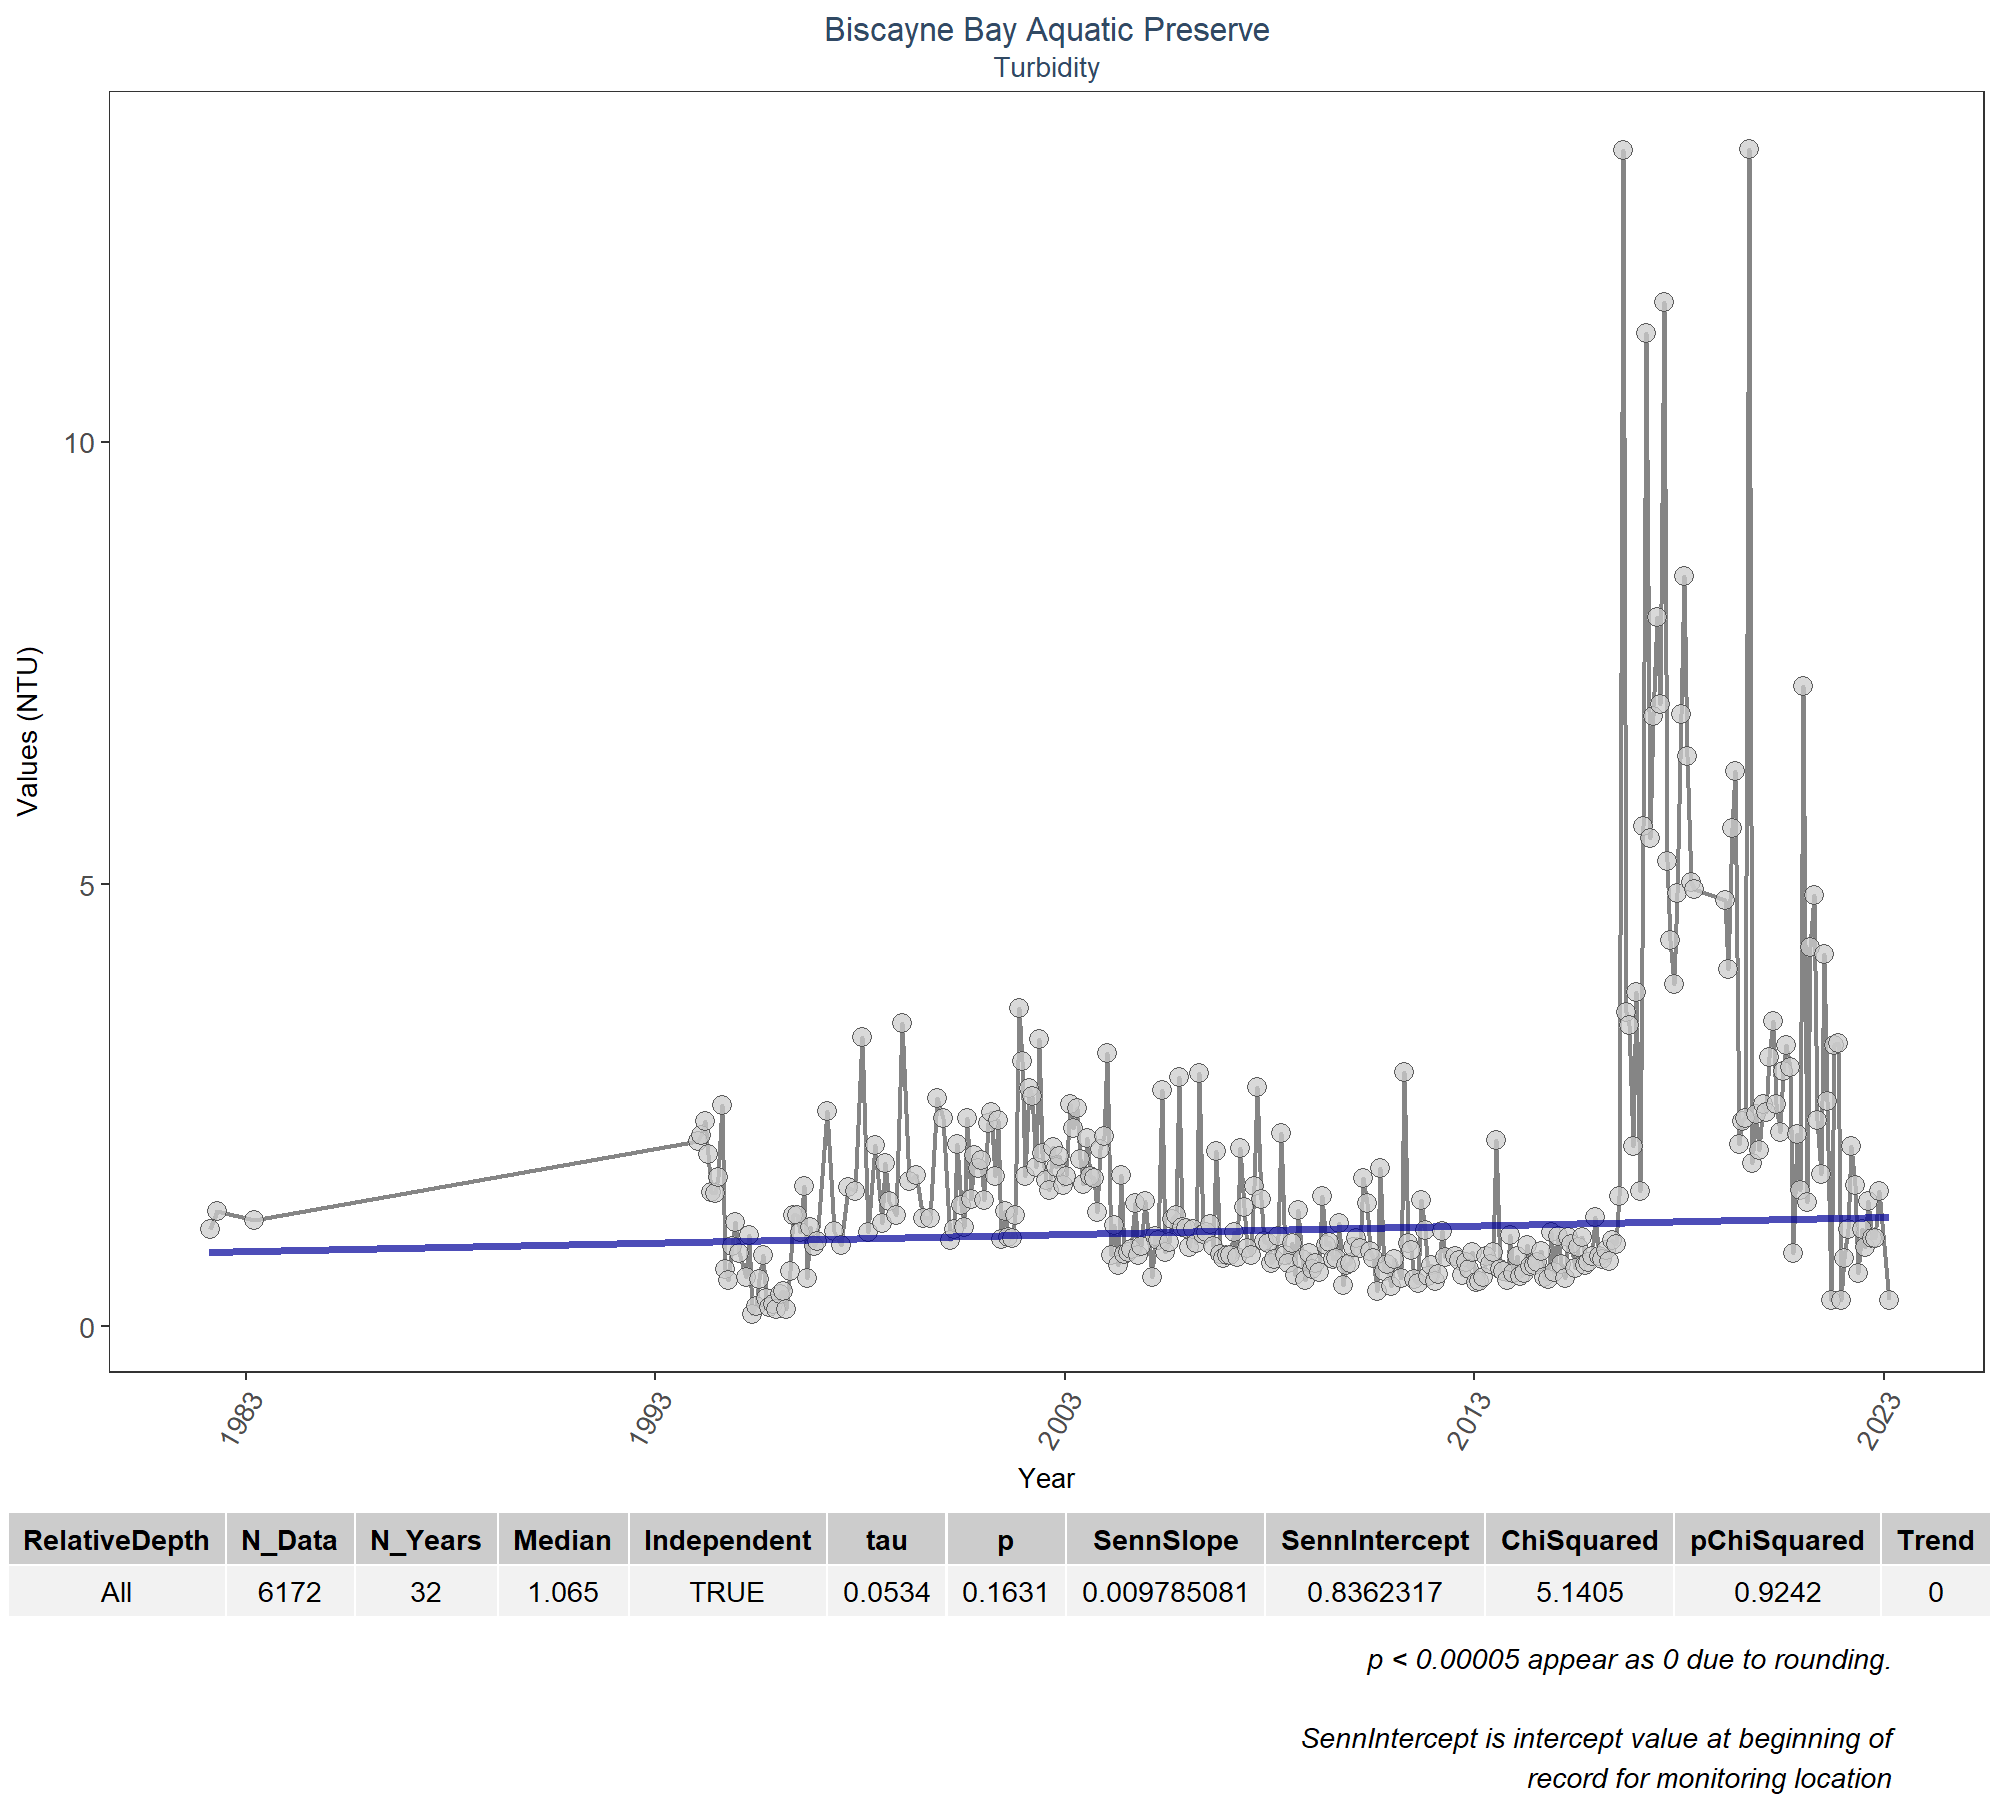 Biscayne Bay Aquatic Preserve
Turbidity
Values (NTU)
10
5
0
1983
1993
2003
2013
2023
Year
RelativeDepth N_Data N_Years Median Independent tau p SennSlope SennIntercept ChiSquared pChiSquared Trend
All 6172 32 1.065 TRUE 0.0534 0.1631 0.009785081 0.8362317 5.1405 0.9242 0
p < 0.00005 appear as 0 due to rounding.
SennIntercept is intercept value at beginning of
record for monitoring location